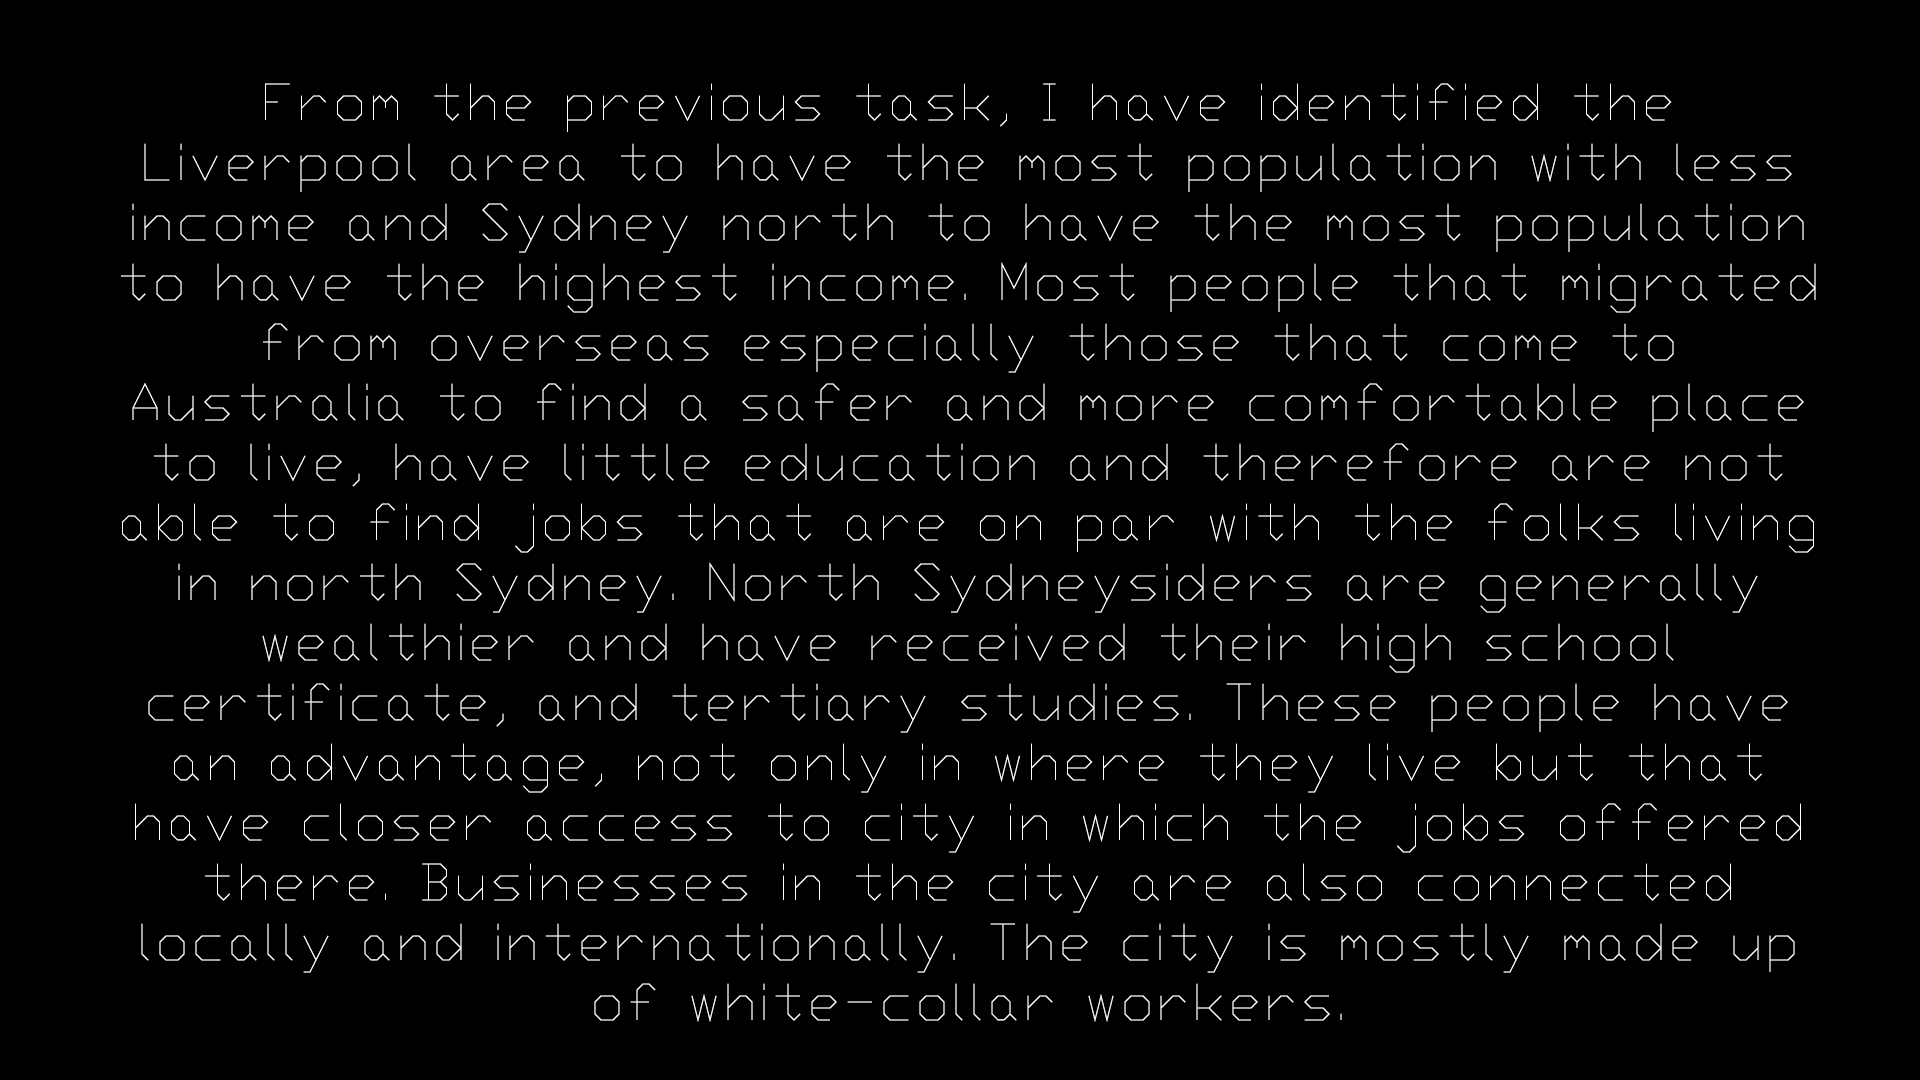 From the previous task, I have identified the
Liverpool area to have the most population with less
income and Sydney north to have the most population
to have the highest income. Most people that migrated
from overseas especially those that come to
Australia to find a safer and more comfortable place
to live, have little education and therefore are not
able to find jobs that are on par with the folks living
in north Sydney. North Sydneysiders are generally
wealthier and have received their high school
certificate, and tertiary studies. These people have
an advantage, not only in where they live but that
have closer access to city in which the jobs offered
there. Businesses in the city are also connected
locally and internationally. The city is mostly made up
of white-collar workers.